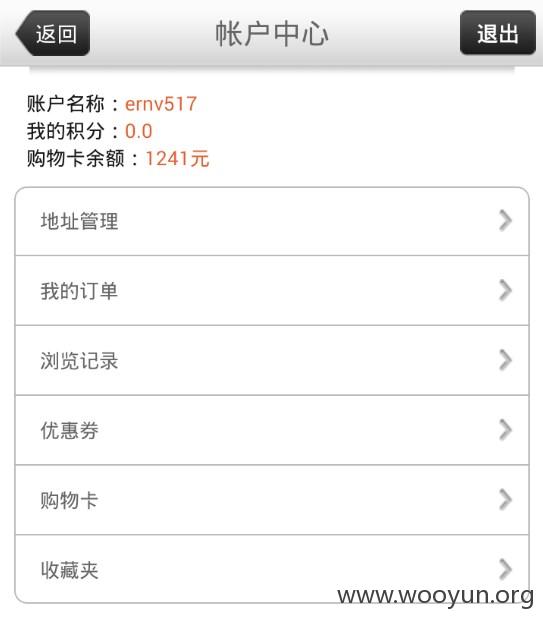 返回 帐户中心 退出
账户名称：ernv517
我的积分：0.0
购物卡余额：1241元
地址管理
我的订单
浏览记录
优惠券
购物卡
收藏夹
www.wooyun.org